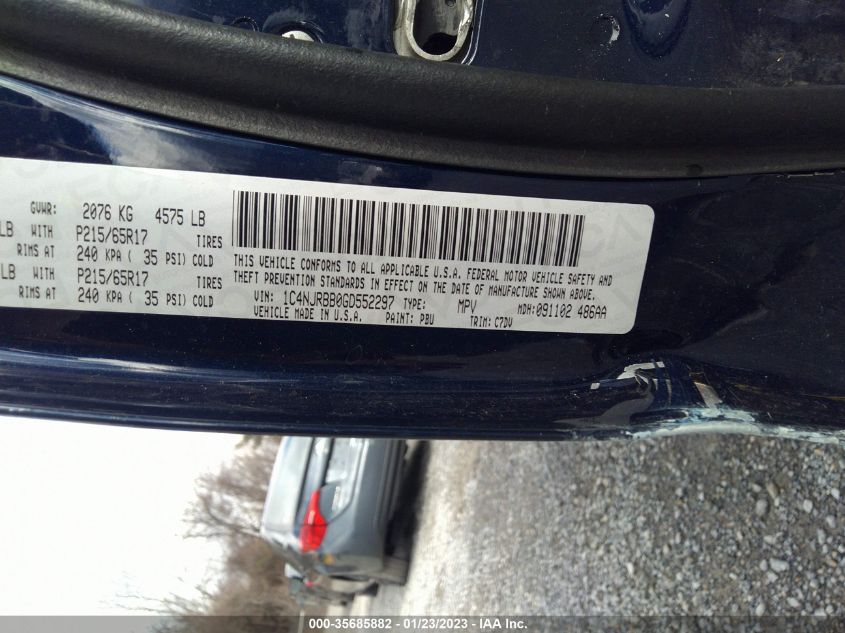 GVWR: 2076 KG 4575 LB
LB WITH P215/65R17 TIRES
RIMS AT 240 KPA ( 35 PSI) COLD
LB WITH P215/65R17 TIRES
RIMS AT 240 KPA ( 35 PSI) COLD
THIS VEHICLE CONFORMS TO ALL APPLICABLE U.S.A. FEDERAL MOTOR VEHICLE SAFETY AND
THEFT PREVENTION STANDARDS IN EFFECT ON THE DATE OF MANUFACTURE SHOWN ABOVE.
VIN: 1C4NJRBB0GD552297 TYPE: MPV MDH:091102 486AA
VEHICLE MADE IN U.S.A. PAINT: PBU TRIM: C7DV
000-35685882 / 01/23/2023 - IAA Inc.